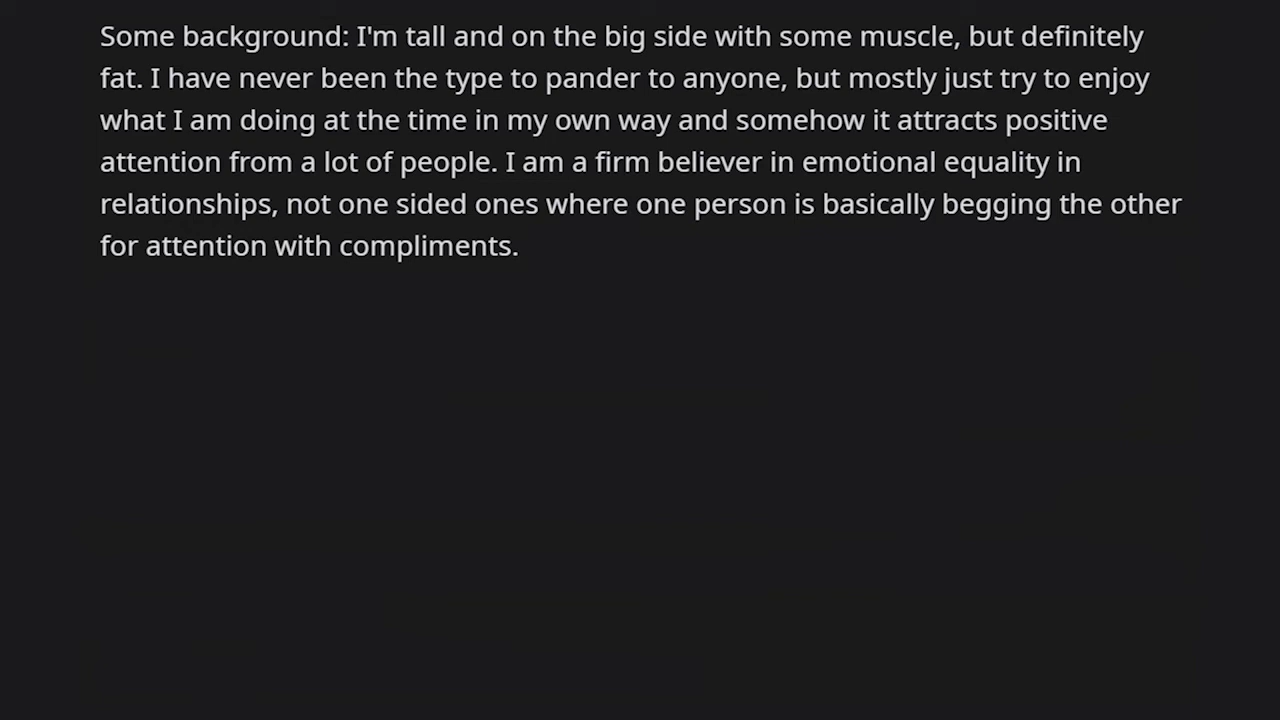 Some background: I'm tall and on the big side with some muscle, but definitely
fat. I have never been the type to pander to anyone, but mostly just try to enjoy
what I am doing at the time in my own way and somehow it attracts positive
attention from a lot of people. I am a firm believer in emotional equality in
relationships, not one sided ones where one person is basically begging the other
for attention with compliments.